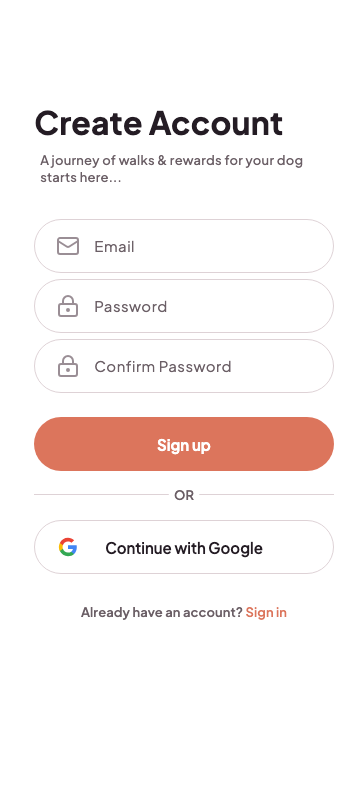 Create Account
A journey of walks & rewards for your dog
starts here...
Email
Password
Confirm Password
Sign up
OR
Continue with Google
Already have an account? Sign in